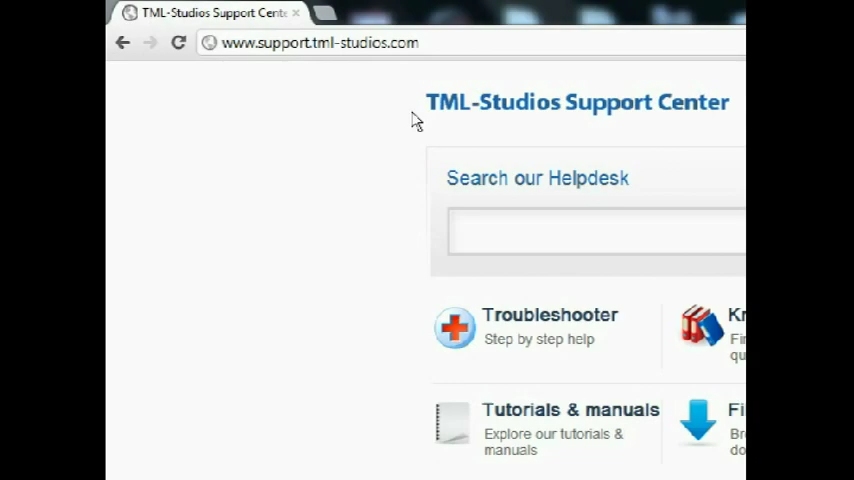 TML-Studios Support Cente
www.support.tml-studios.com
TML-Studios Support Center
Search our Helpdesk
Troubleshooter
Step by step help
Tutorials & manuals
Explore our tutorials &
manuals